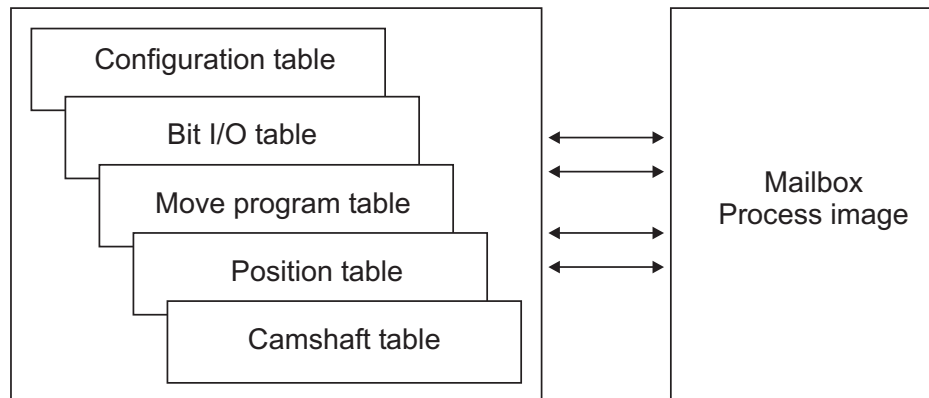 Configuration table
Bit I/O table
Move program table
Position table
Camshaft table
Mailbox
Process image